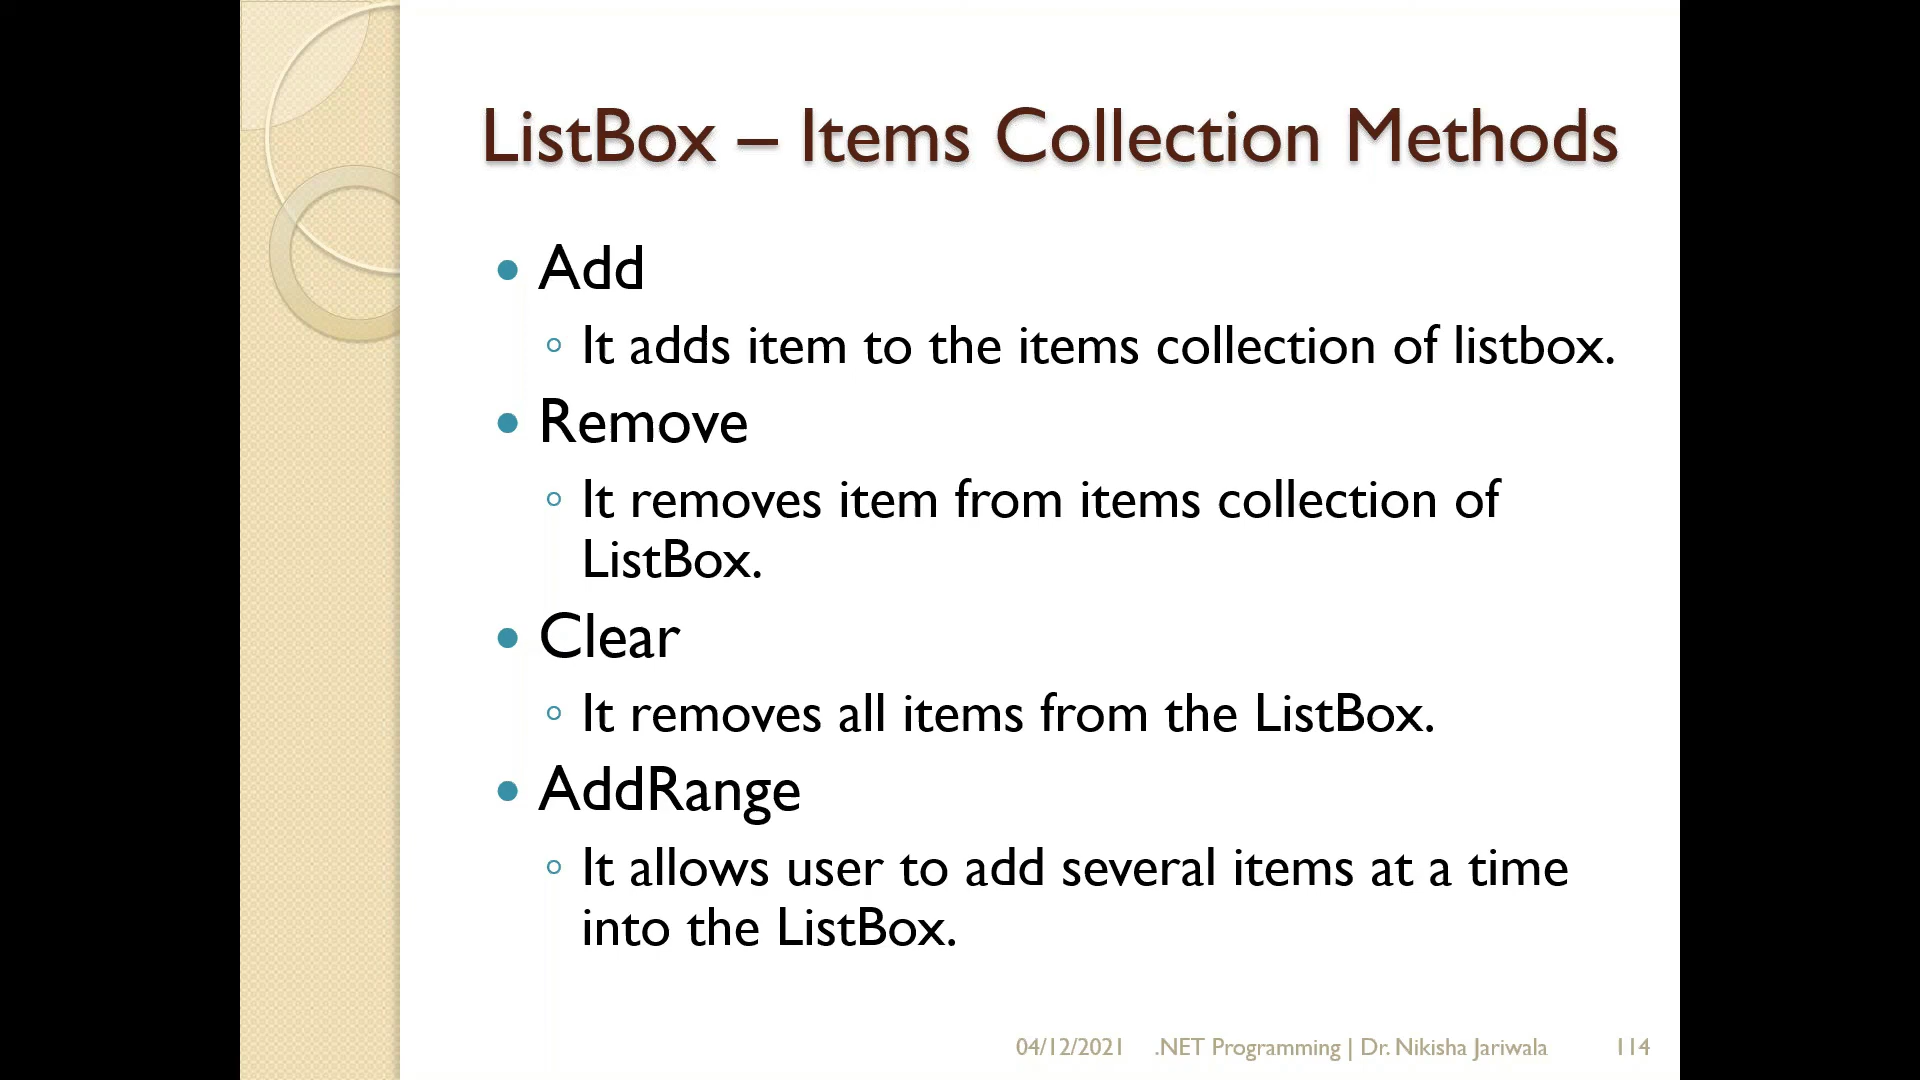 ListBox – Items Collection Methods
• Add
◦ It adds item to the items collection of listbox.
• Remove
◦ It removes item from items collection of
ListBox.
• Clear
◦ It removes all items from the ListBox.
• AddRange
◦ It allows user to add several items at a time
into the ListBox.
04/12/2021 .NET Programming | Dr. Nikisha Jariwala 114